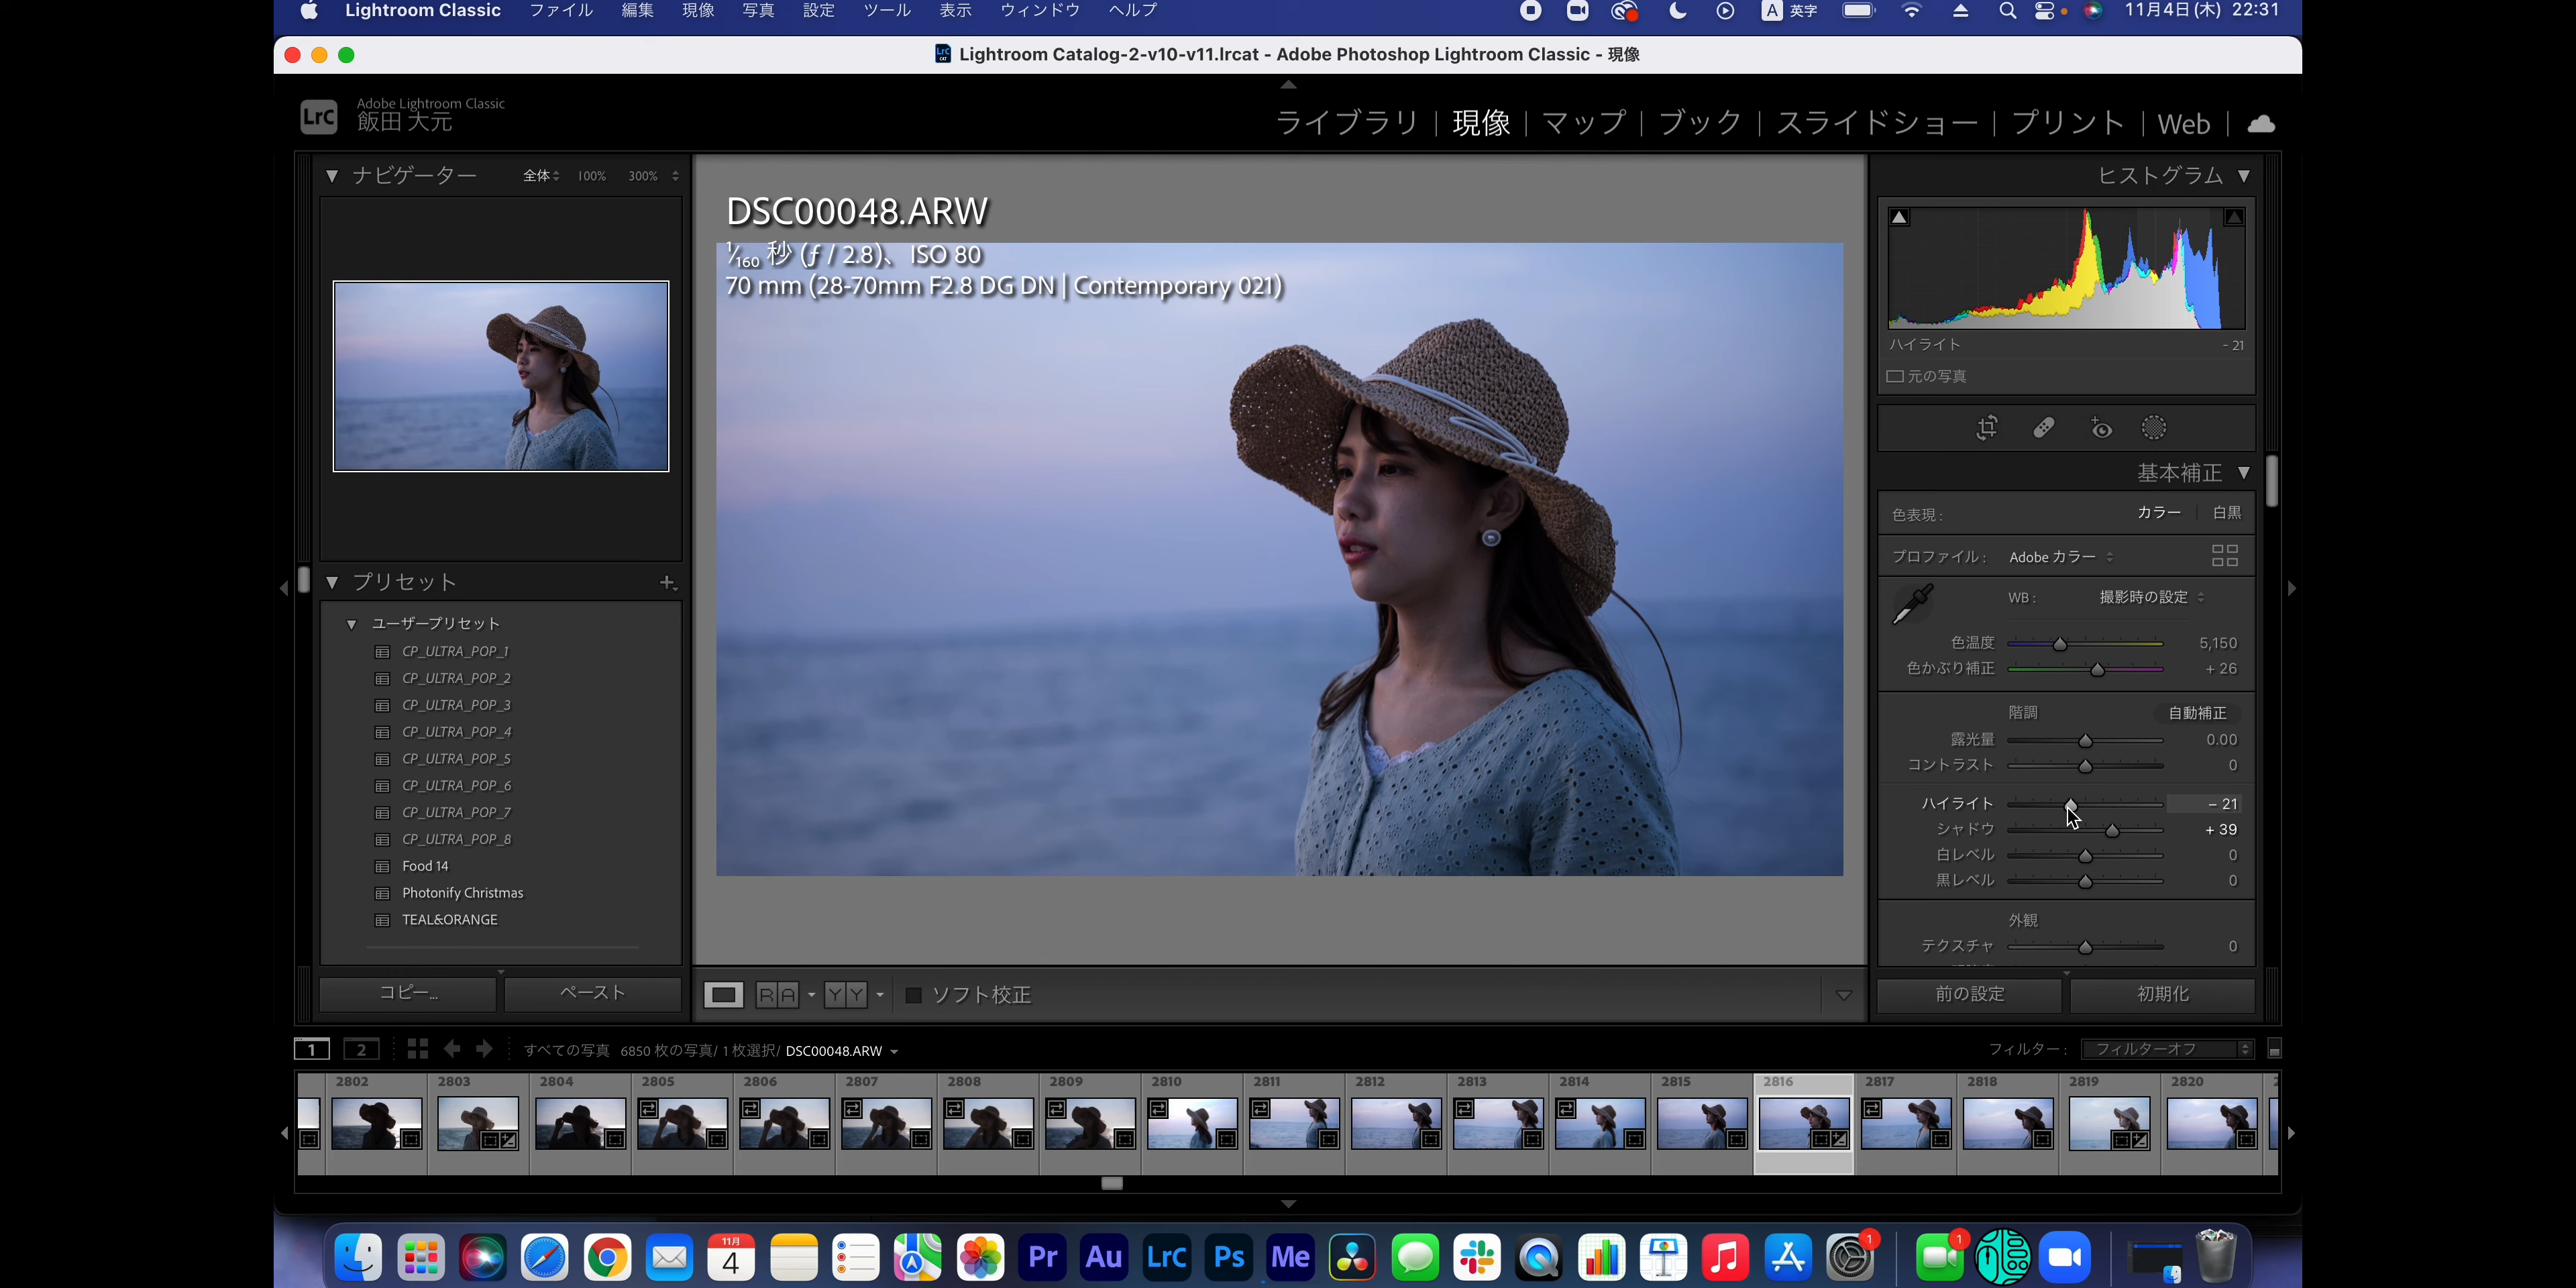 Lightroom Classic ファイル 編集 現像 写真 設定 ツール 表示 ウィンドウ ヘルプ A 英字 11月4日(木) 22:31
Lightroom Catalog-2-v10-v11.lrcat - Adobe Photoshop Lightroom Classic - 現像
LrC
Adobe Lightroom Classic
飯田 大元
ライブラリ | 現像 | マップ | ブック | スライドショー | プリント | Web |
ナビゲーター 全体 100% 300%
プリセット
ユーザープリセット
CP_ULTRA_POP_1
CP_ULTRA_POP_2
CP_ULTRA_POP_3
CP_ULTRA_POP_4
CP_ULTRA_POP_5
CP_ULTRA_POP_6
CP_ULTRA_POP_7
CP_ULTRA_POP_8
Food 14
Photonify Christmas
TEAL&ORANGE
コピー... ペースト
DSC00048.ARW
1/160 秒 (ƒ / 2.8)、 ISO 80
70 mm (28-70mm F2.8 DG DN | Contemporary 021)
RA YY ソフト校正
ヒストグラム
ハイライト - 21
元の写真
基本補正
色表現 : カラー 白黒
プロファイル : Adobe カラー
WB : 撮影時の設定
色温度 5,150
色かぶり補正 + 26
階調 自動補正
露光量 0.00
コントラスト 0
ハイライト - 21
シャドウ + 39
白レベル 0
黒レベル 0
外観
テクスチャ 0
前の設定 初期化
1 2 すべての写真 6850 枚の写真/ 1 枚選択/ DSC00048.ARW フィルター : フィルターオフ
2802 2803 2804 2805 2806 2807 2808 2809 2810 2811 2812 2813 2814 2815 2816 2817 2818 2819 2820
11月 4 Pr Au LrC Ps Me 1 1